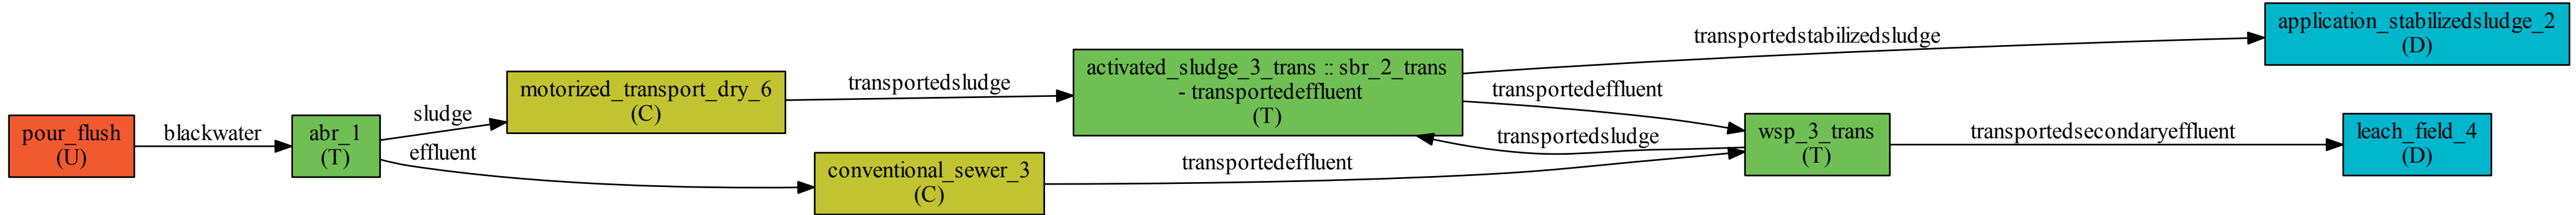 pour_flush
(U)
blackwater
abr_1
(T)
sludge
effluent
motorized_transport_dry_6
(C)
conventional_sewer_3
(C)
transportedsludge
transportedeffluent
activated_sludge_3_trans :: sbr_2_trans
- transportedeffluent
(T)
transportedstabilizedsludge
transportedeffluent
transportedsludge
wsp_3_trans
(T)
transportedsecondaryeffluent
application_stabilizedsludge_2
(D)
leach_field_4
(D)